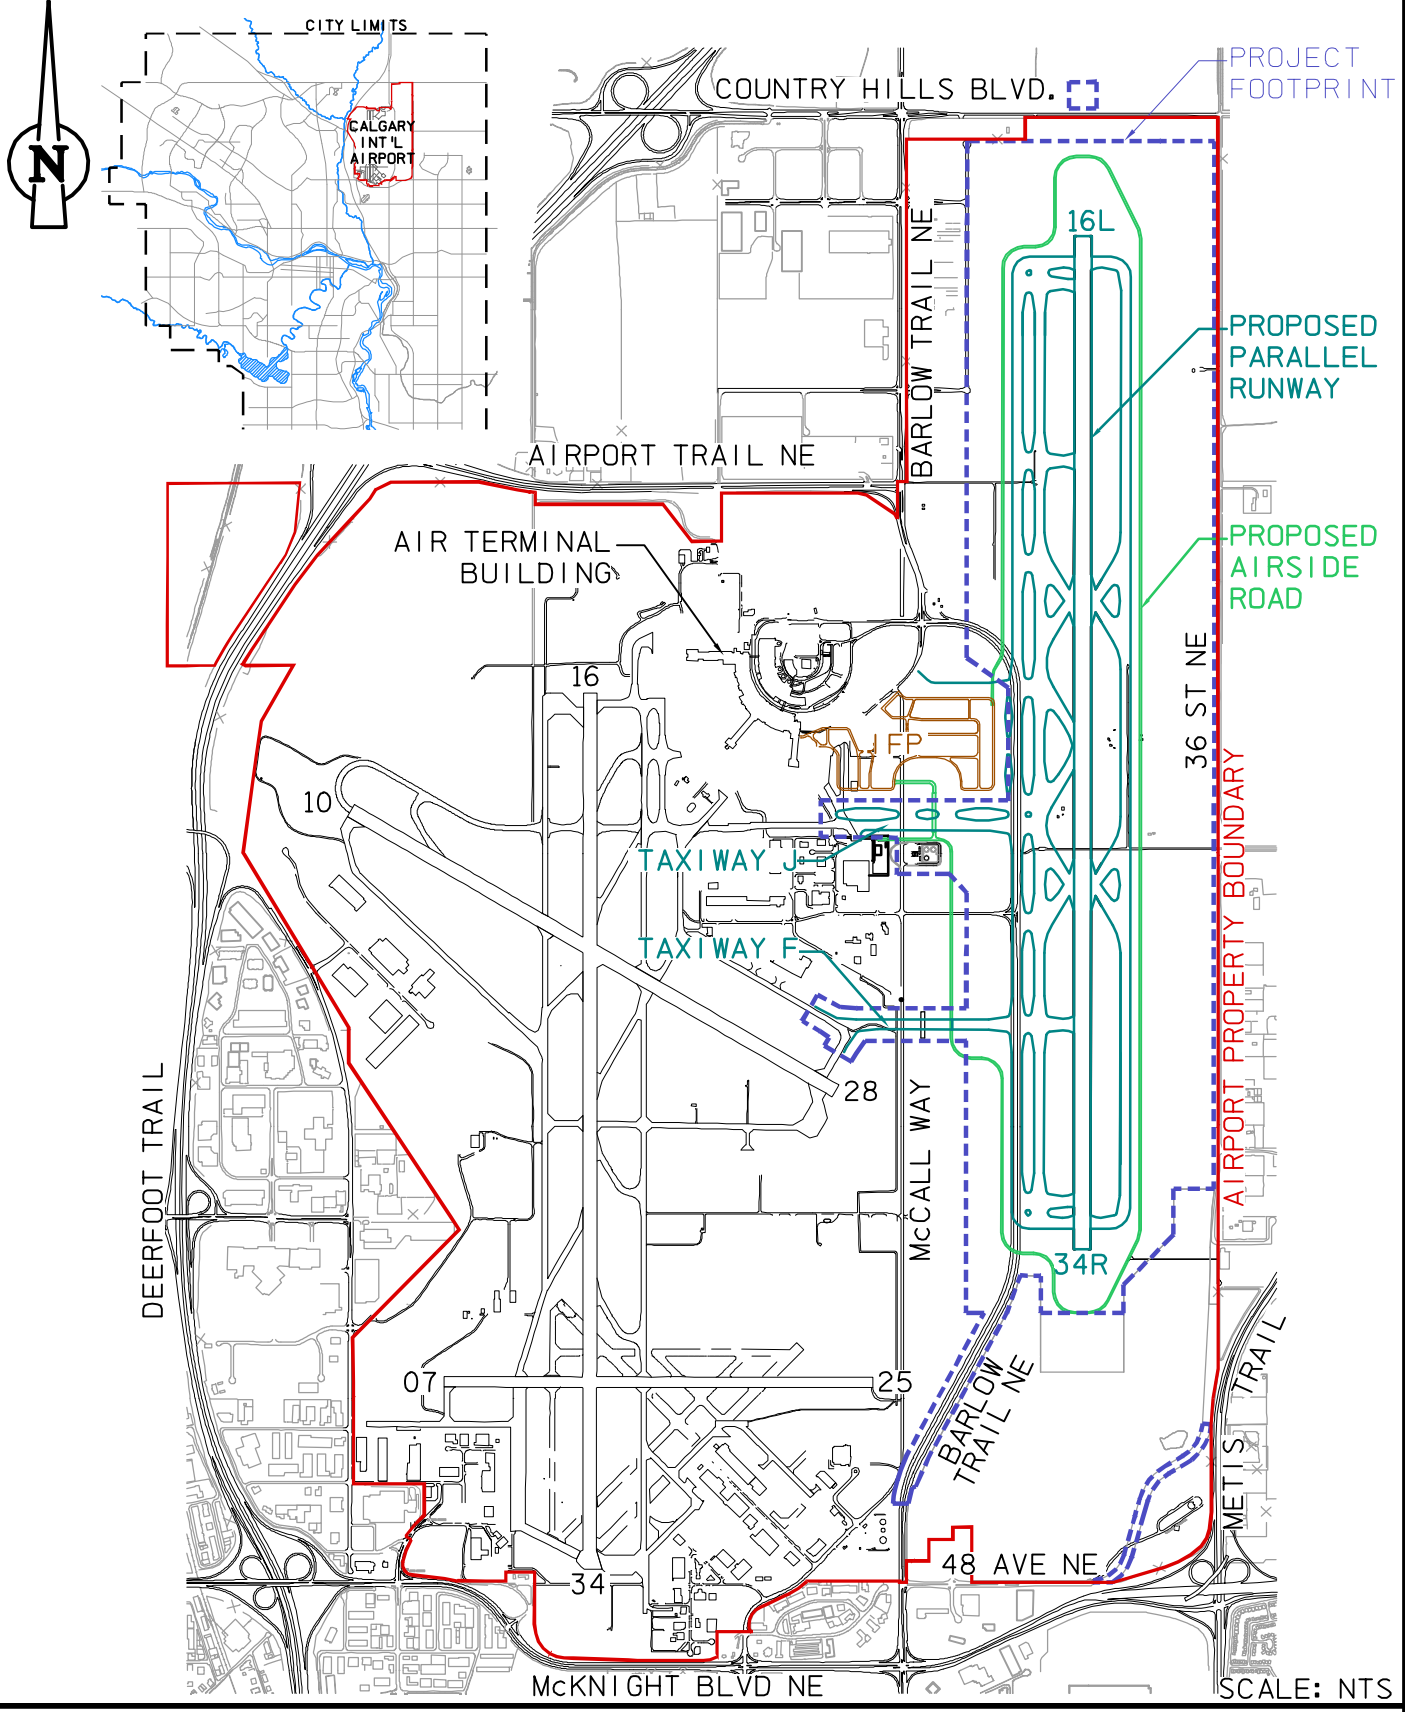 CITY LIMITS
N
CALGARY
INT'L
AIRPORT
COUNTRY HILLS BLVD.
PROJECT
FOOTPRINT
16L
BARLOW TRAIL NE
PROPOSED
PARALLEL
RUNWAY
AIRPORT TRAIL NE
AIR TERMINAL
BUILDING
PROPOSED
AIRSIDE
ROAD
36 ST NE
16
IFP
10
AIRPORT PROPERTY BOUNDARY
TAXIWAY J
TAXIWAY F
28
DEERFOOT TRAIL
McCALL WAY
34R
07
25
BARLOW
TRAIL NE
METIS TRAIL
48 AVE NE
34
McKNIGHT BLVD NE
SCALE: NTS